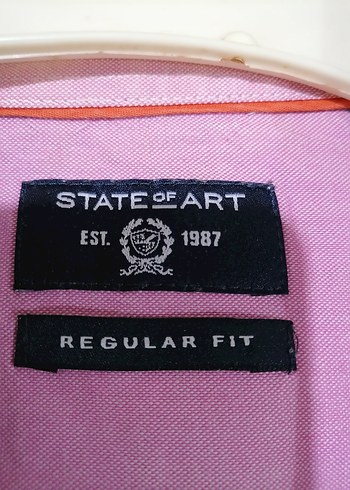 STATE OF ART
EST. 1987
REGULAR FIT